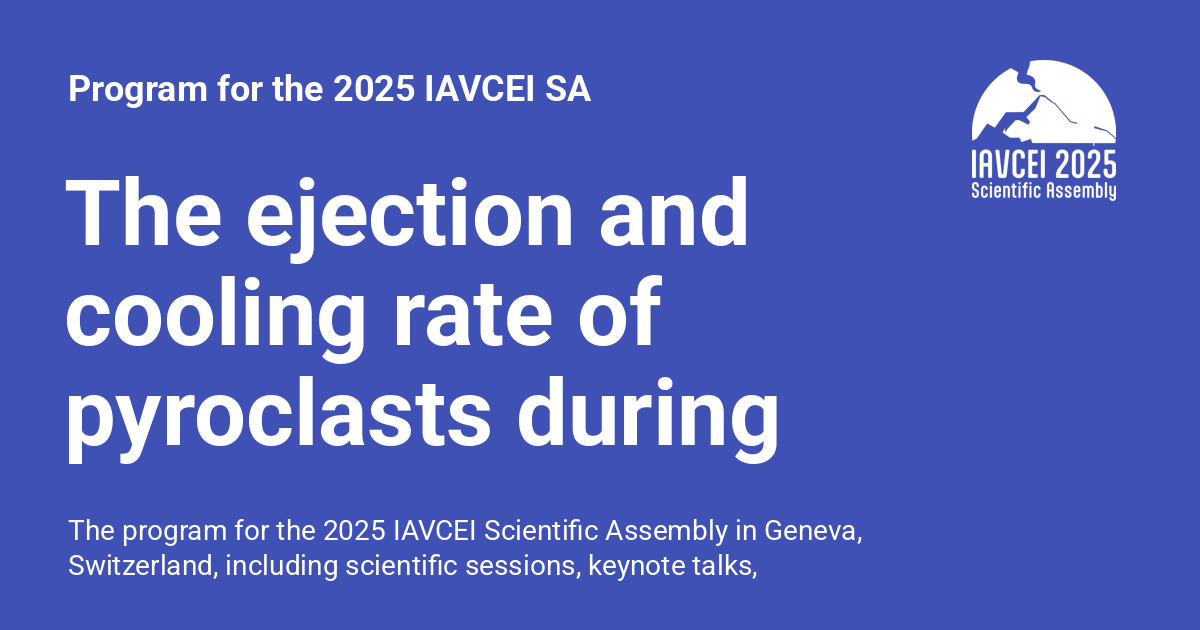 Program for the 2025 IAVCEI SA
IAVCEI 2025
Scientific Assembly
The ejection and
cooling rate of
pyroclasts during
The program for the 2025 IAVCEI Scientific Assembly in Geneva,
Switzerland, including scientific sessions, keynote talks,